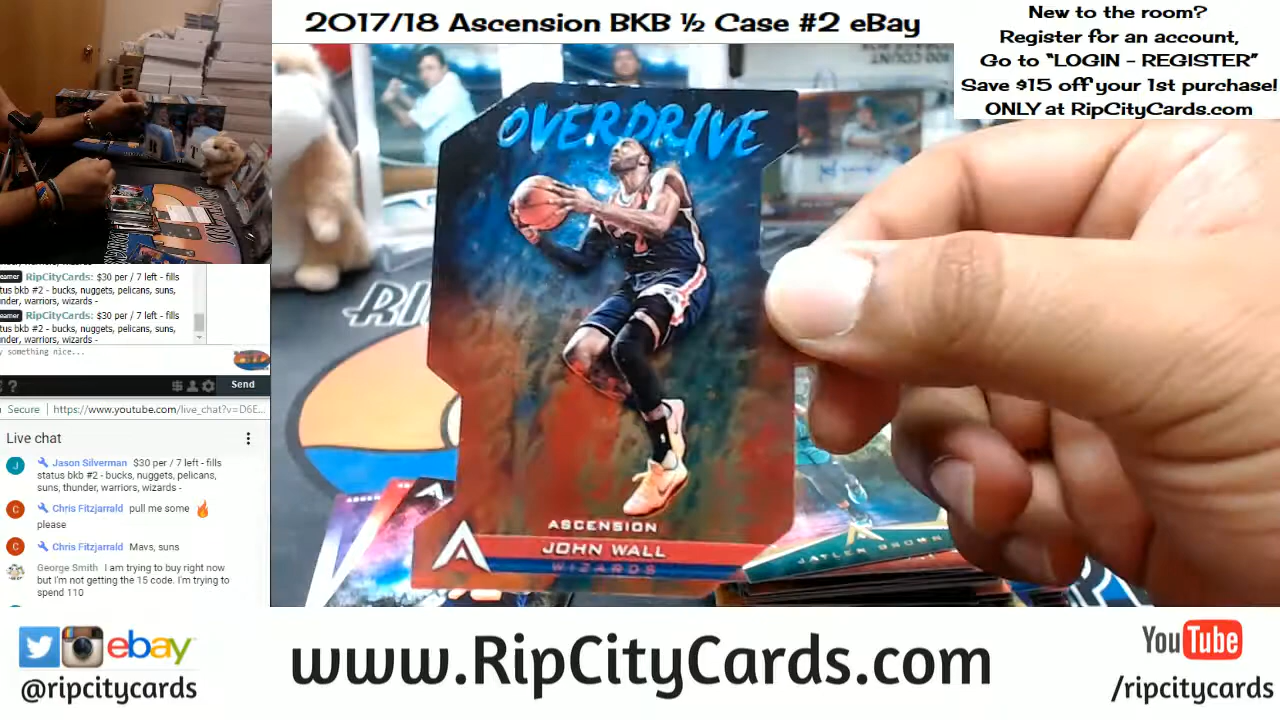 2017/18 Ascension BKB ½ Case #2 eBay
New to the room?
Register for an account,
Go to “LOGIN - REGISTER”
Save $15 off your 1st purchase!
ONLY at RipCityCards.com
OVERDRIVE
ASCENSION
JOHN WALL
WIZARDS
JAYLEN BROWN
RipCityCards: $30 per / 7 left - fills
tus bkb #2 - bucks, nuggets, pelicans, suns,
nder, warriors, wizards -
RipCityCards: $30 per / 7 left - fills
tus bkb #2 - bucks, nuggets, pelicans, suns,
nder, warriors, wizards -
y something nice...
?
Send
Secure https://www.youtube.com/live_chat?v=D6E...
Live chat
J Jason Silverman $30 per / 7 left - fills
status bkb #2 - bucks, nuggets, pelicans,
suns, thunder, warriors, wizards -
C Chris Fitzjarrald pull me some 🔥
please
C Chris Fitzjarrald Mavs, suns
George Smith I am trying to buy right now
but I'm not getting the 15 code. I'm trying to
spend 110
ebay
@ripcitycards
www.RipCityCards.com
YouTube
/ripcitycards